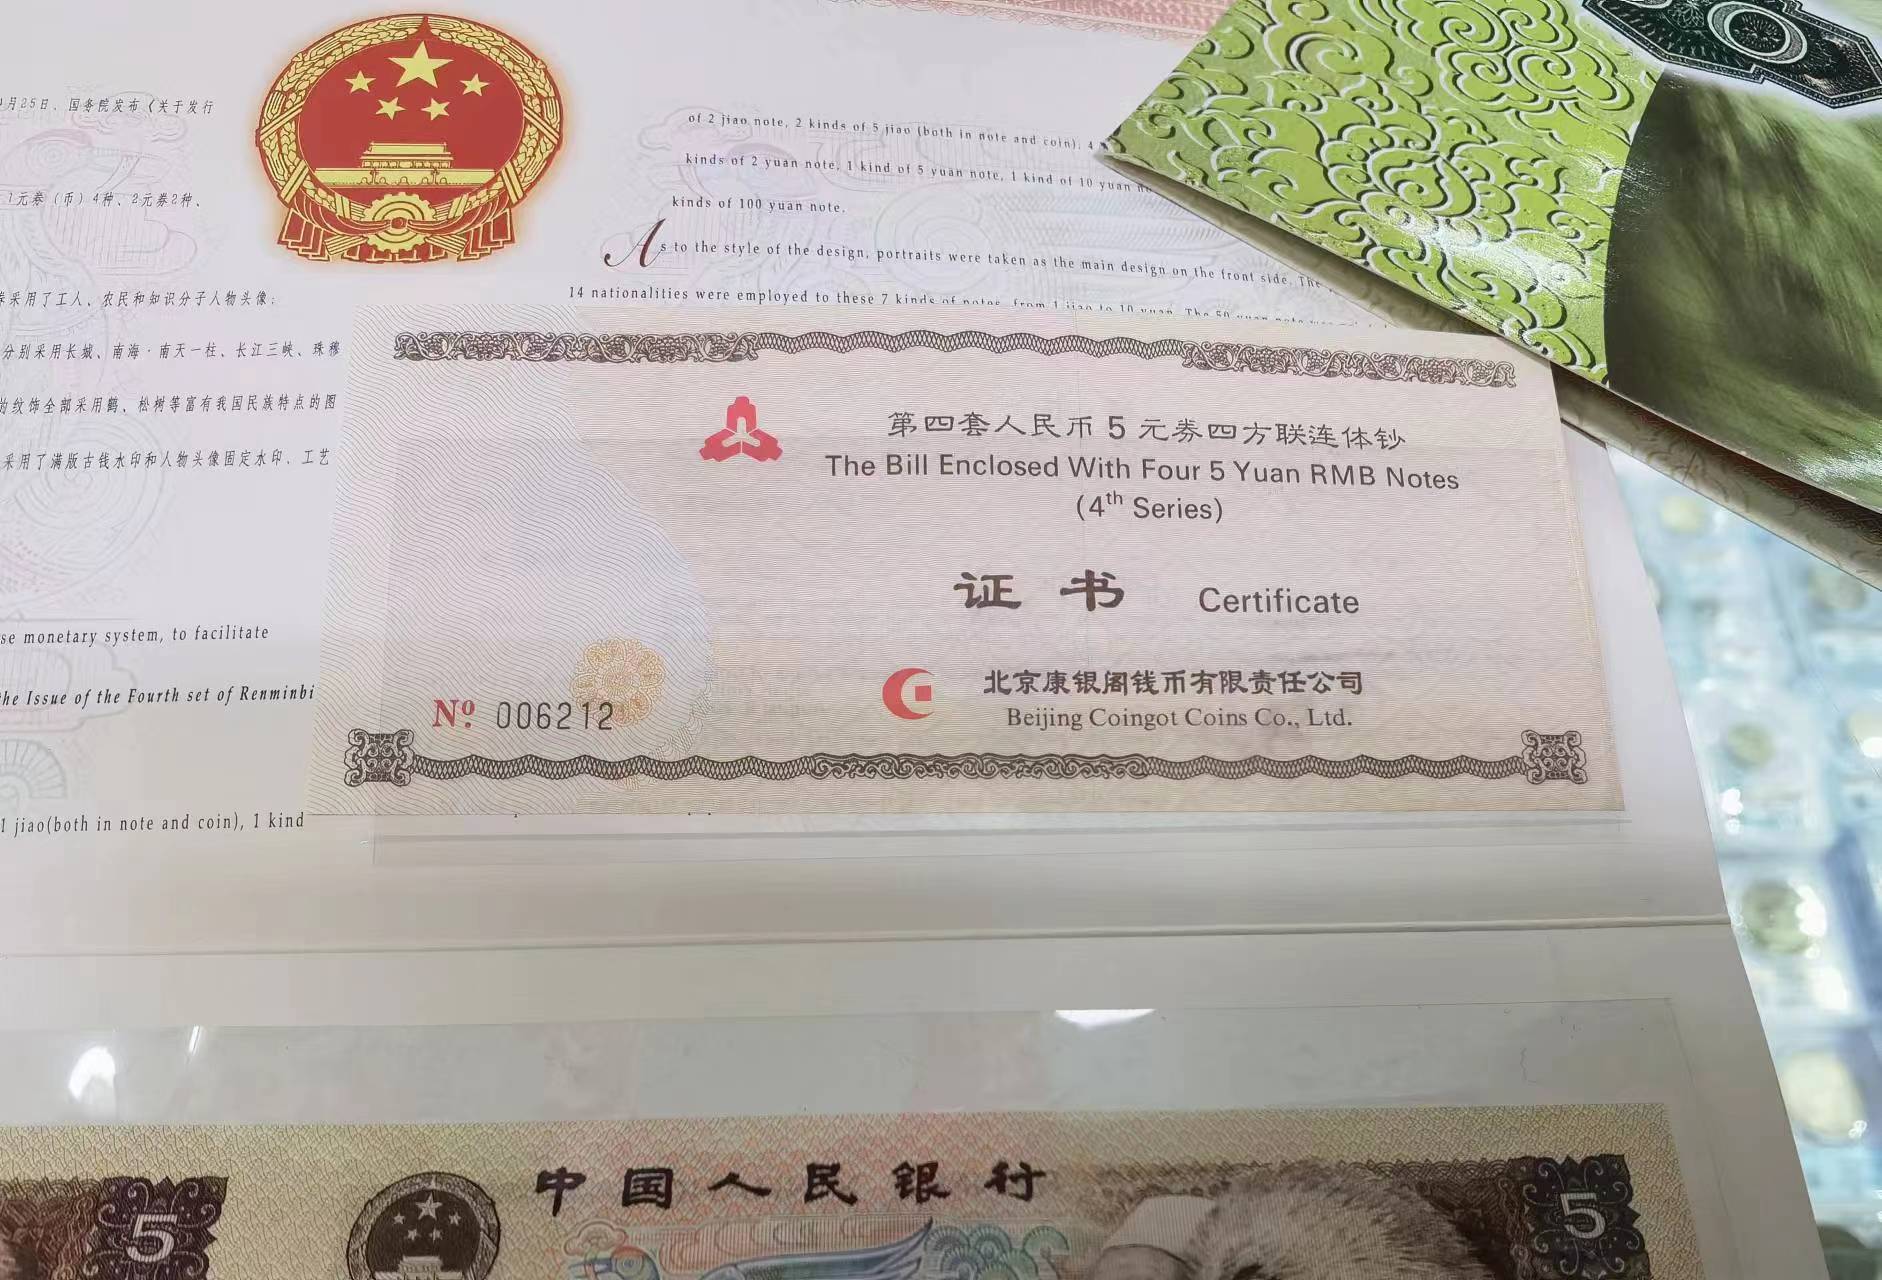 月25日、国务院发布《关于发行
1元券（币）4种、2元券2种、
采用了工人、农民和知识分子人物头像；
分别采用长城、南海·南天一柱、长江三峡、珠穆
的纹饰全部采用鹤、松树等富有我国民族特点的图
采用了满版古钱水印和人物头像固定水印、工艺
se monetary system, to facilitate
he Issue of the Fourth set of Renminbi
1 jiao(both in note and coin), 1 kind
of 2 jiao note, 2 kinds of 5 jiao (both in note and coin); 4
kinds of 2 yuan note, 1 kind of 5 yuan note, 1 kind of 10 yuan
kinds of 100 yuan note.
As to the style of the design, portraits were taken as the main design on the front side. The
14 nationalities were employed to these 7 kinds of notes, from 1 jiao to 10 yuan. The 50 yuan note
第四套人民币5元券四方联连体钞
The Bill Enclosed With Four 5 Yuan RMB Notes
(4th Series)
证书 Certificate
北京康银阁钱币有限责任公司
Beijing Coingot Coins Co., Ltd.
№ 006212
中国人民银行
5
5